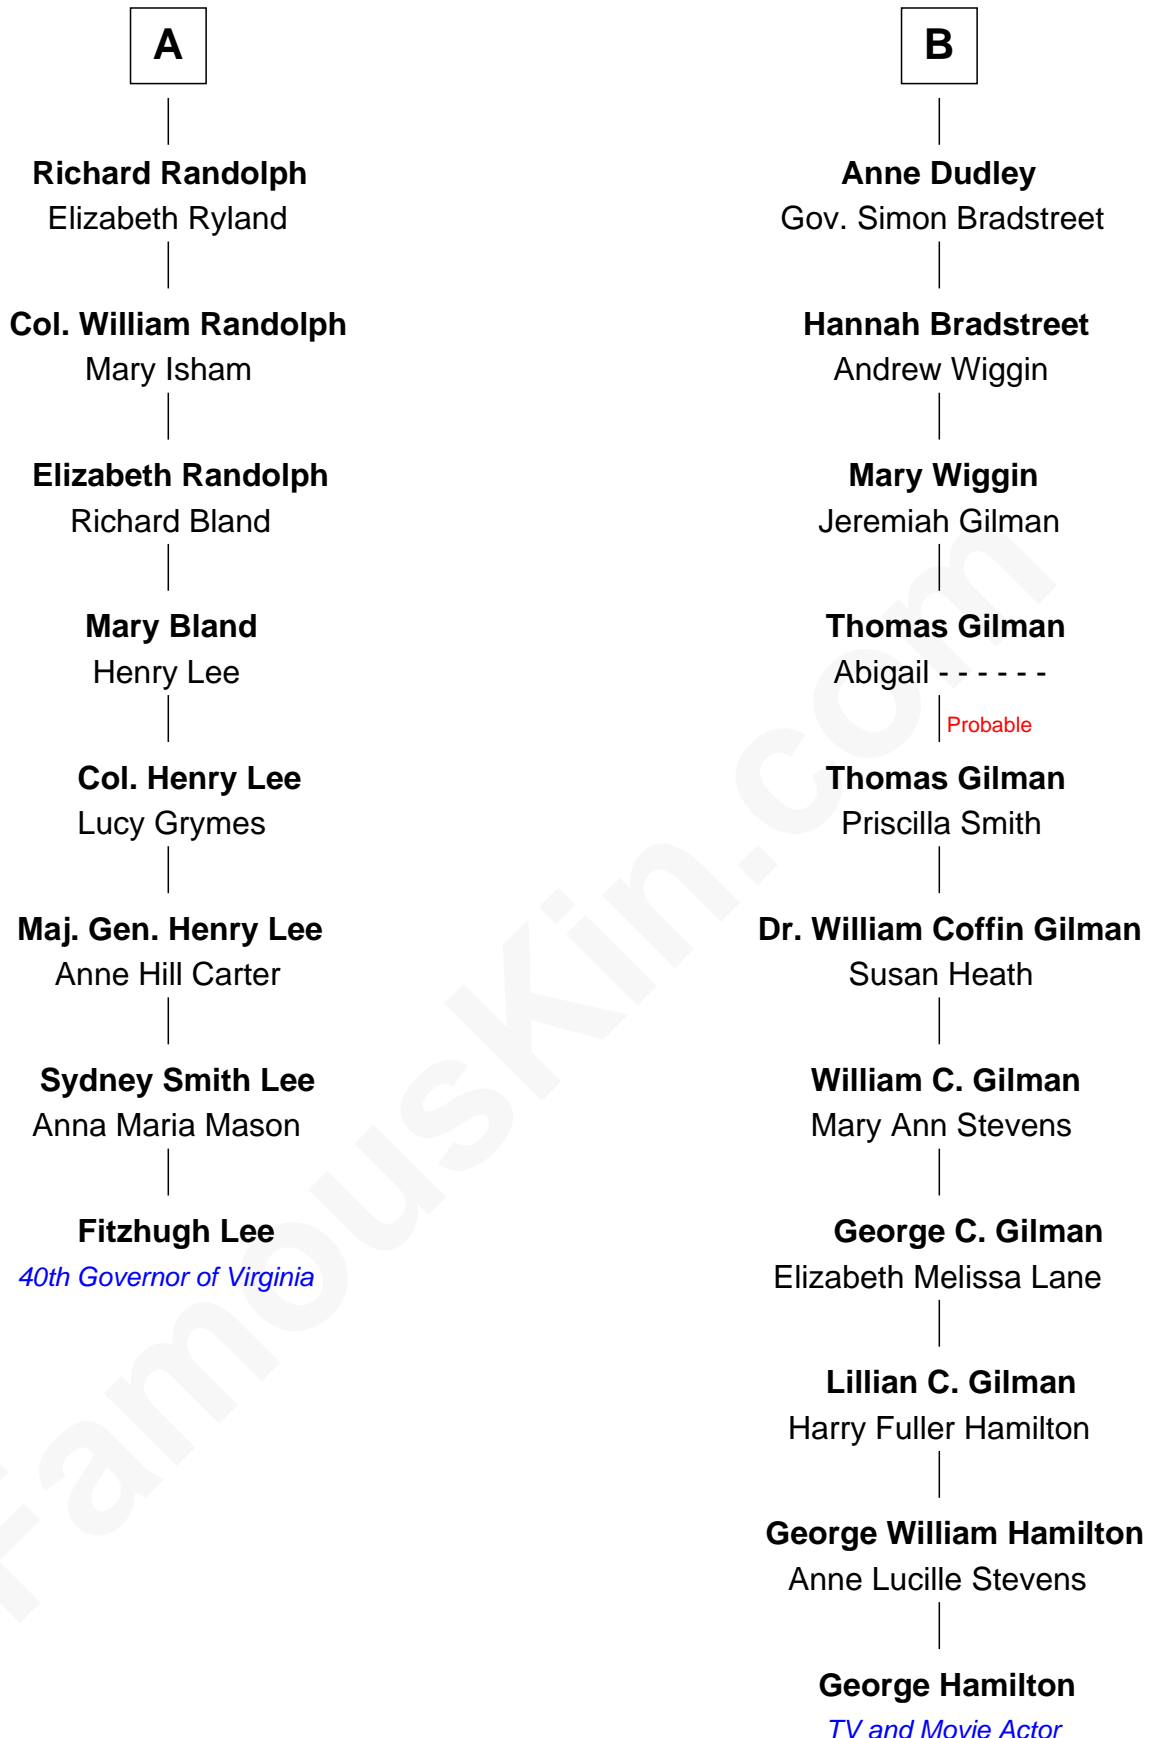 A
Richard Randolph
Elizabeth Ryland
Col. William Randolph
Mary Isham
Elizabeth Randolph
Richard Bland
Mary Bland
Henry Lee
Col. Henry Lee
Lucy Grymes
Maj. Gen. Henry Lee
Anne Hill Carter
Sydney Smith Lee
Anna Maria Mason
Fitzhugh Lee
40th Governor of Virginia
B
Anne Dudley
Gov. Simon Bradstreet
Hannah Bradstreet
Andrew Wiggin
Mary Wiggin
Jeremiah Gilman
Thomas Gilman
Abigail - - - - - -
Probable
Thomas Gilman
Priscilla Smith
Dr. William Coffin Gilman
Susan Heath
William C. Gilman
Mary Ann Stevens
George C. Gilman
Elizabeth Melissa Lane
Lillian C. Gilman
Harry Fuller Hamilton
George William Hamilton
Anne Lucille Stevens
George Hamilton
TV and Movie Actor
FamousKin.com